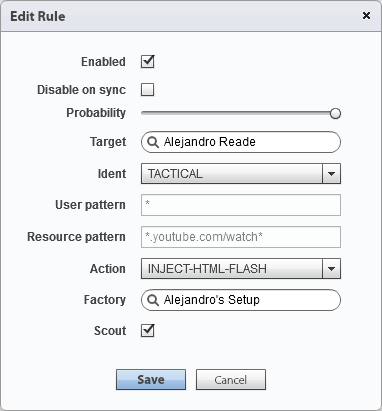 Edit Rule ×
Enabled
Disable on sync
Probability
Target Alejandro Reade
Ident TACTICAL
User pattern *
Resource pattern *.youtube.com/watch*
Action INJECT-HTML-FLASH
Factory Alejandro's Setup
Scout
Save Cancel